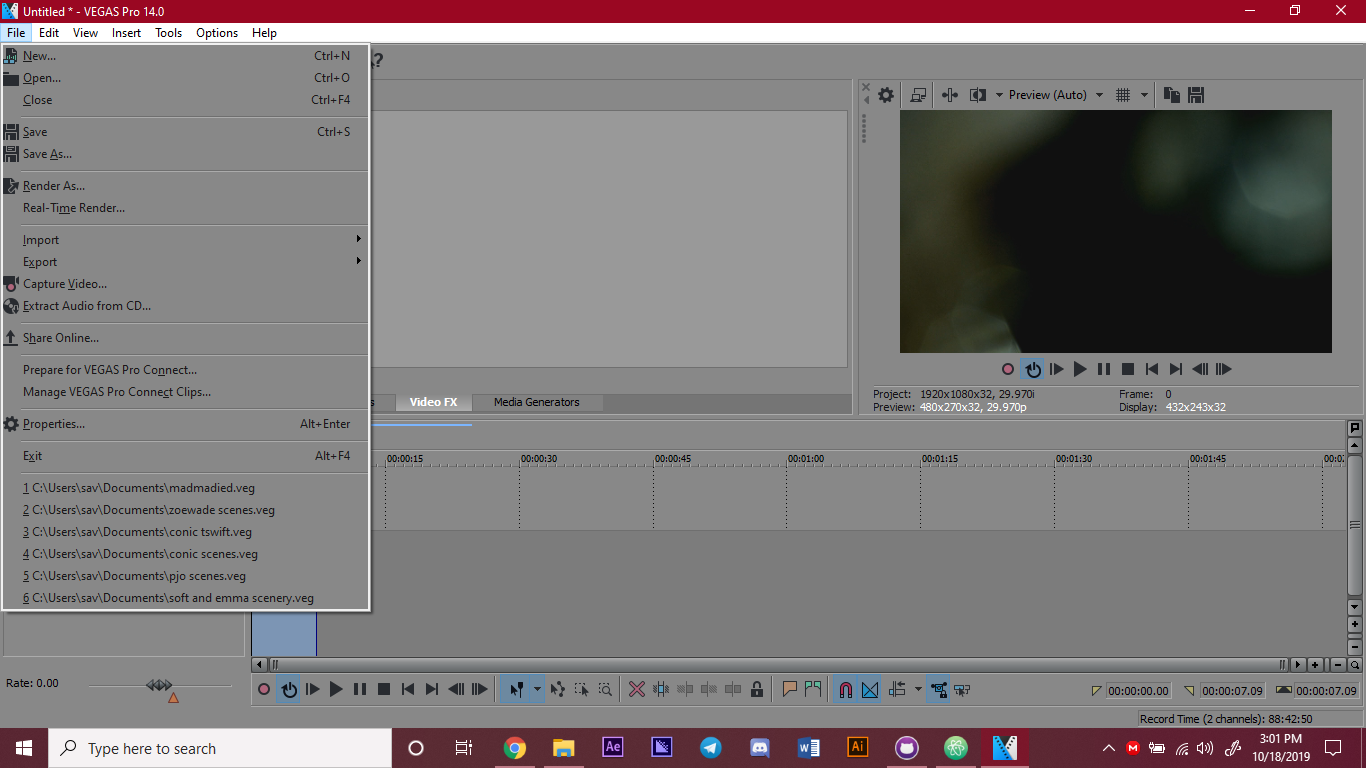 Untitled * - VEGAS Pro 14.0
File Edit View Insert Tools Options Help
New... Ctrl+N
Open... Ctrl+O
Close Ctrl+F4
Save Ctrl+S
Save As...
Render As...
Real-Time Render...
Import
Export
Capture Video...
Extract Audio from CD...
Share Online...
Prepare for VEGAS Pro Connect...
Manage VEGAS Pro Connect Clips...
Properties... Alt+Enter
Exit Alt+F4
1 C:\Users\sav\Documents\madmadied.veg
2 C:\Users\sav\Documents\zoewade scenes.veg
3 C:\Users\sav\Documents\conic tswift.veg
4 C:\Users\sav\Documents\conic scenes.veg
5 C:\Users\sav\Documents\pjo scenes.veg
6 C:\Users\sav\Documents\soft and emma scenery.veg
Preview (Auto)
Video FX Media Generators
Project: 1920x1080x32, 29.970i Frame: 0
Preview: 480x270x32, 29.970p Display: 432x243x32
00:00:15 00:00:30 00:00:45 00:01:00 00:01:15 00:01:30 00:01:45
Rate: 0.00
00:00:00.00 00:00:07.09 00:00:07.09
Record Time (2 channels): 88:42:50
Type here to search
Ae
Ai
3:01 PM
10/18/2019